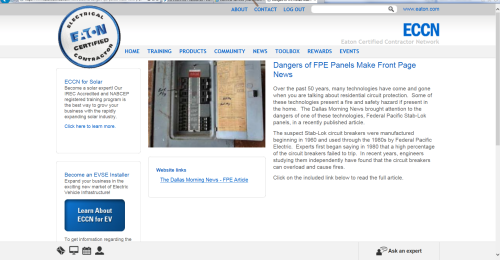 ABOUT CONTACT LOG OUT
www.eaton.com
ELECTRICAL
EATON
CERTIFIED
CONTRACTOR
ECCN
Eaton Certified Contractor Network
HOME TRAINING PRODUCTS COMMUNITY NEWS TOOLBOX REWARDS EVENTS
ECCN for Solar
Become a solar expert! Our
IREC Accredited and NABCEP
registered training program is
the best way to grow your
business with the rapidly
expanding solar industry.
Click here to learn more.
Become an EVSE Installer
Expand your business in the
exciting new market of Electric
Vehicle Infrastructure!
Learn About
ECCN for EV
To get information regarding the
Website links
The Dallas Morning News - FPE Article
Dangers of FPE Panels Make Front Page
News
Over the past 50 years, many technologies have come and gone
when you are talking about residential circuit protection. Some of
these technologies present a fire and safety hazard if present in
the home. The Dallas Morning News brought attention to the
dangers of one of these technologies, Federal Pacific Stab-Lok
panels, in a recently published article.
The suspect Stab-Lok circuit breakers were manufactured
beginning in 1960 and used through the 1980s by Federal Pacific
Electric. Experts first began saying in 1980 that a high percentage
of the circuit breakers failed to trip. In recent years, engineers
studying them independently have found that the circuit breakers
can overload and cause fires.
Click on the included link below to read the full article.
Ask an expert